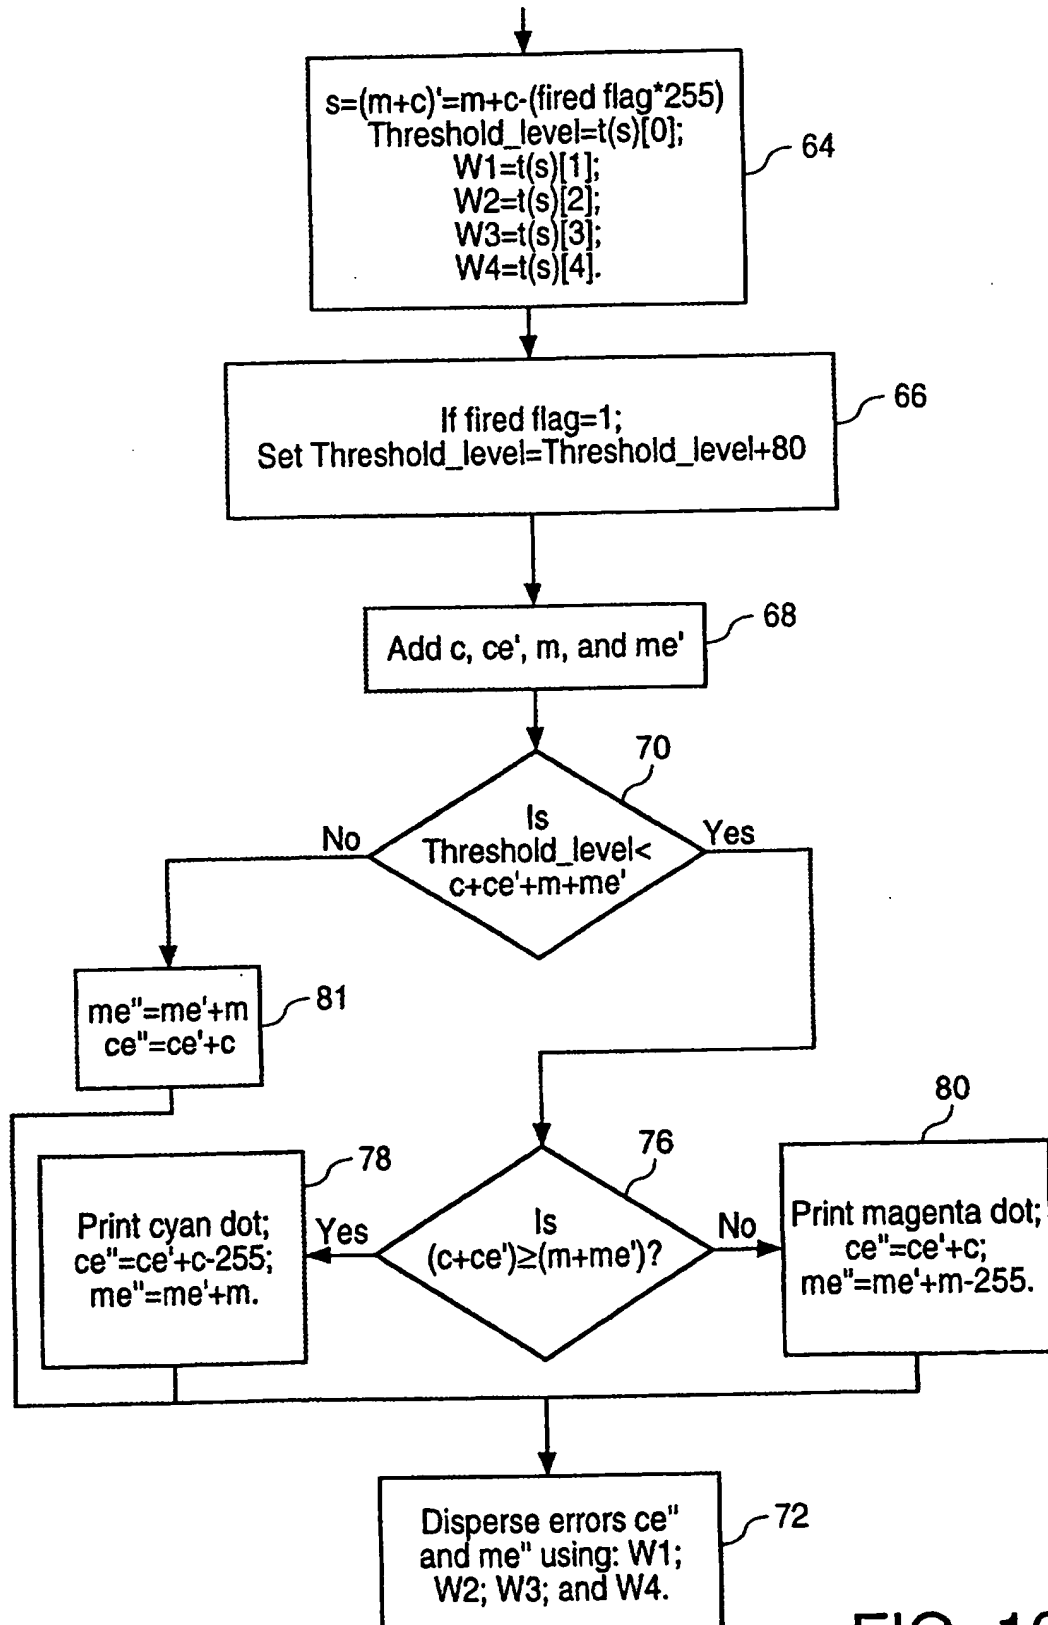 s=(m+c)'=m+c-(fired flag*255)
Threshold_level=t(s)[0];
W1=t(s)[1];
W2=t(s)[2];
W3=t(s)[3];
W4=t(s)[4].
64
If fired flag=1;
Set Threshold_level=Threshold_level+80
66
Add c, ce', m, and me'
68
70
Is
Threshold_level<
c+ce'+m+me'
No
Yes
me"=me'+m
ce"=ce'+c
81
80
76
78
Print cyan dot;
ce"=ce'+c-255;
me"=me'+m.
Yes
Is
(c+ce')≥(m+me')?
No
Print magenta dot;
ce"=ce'+c;
me"=me'+m-255.
Disperse errors ce"
and me" using: W1;
W2; W3; and W4.
72
FIG.